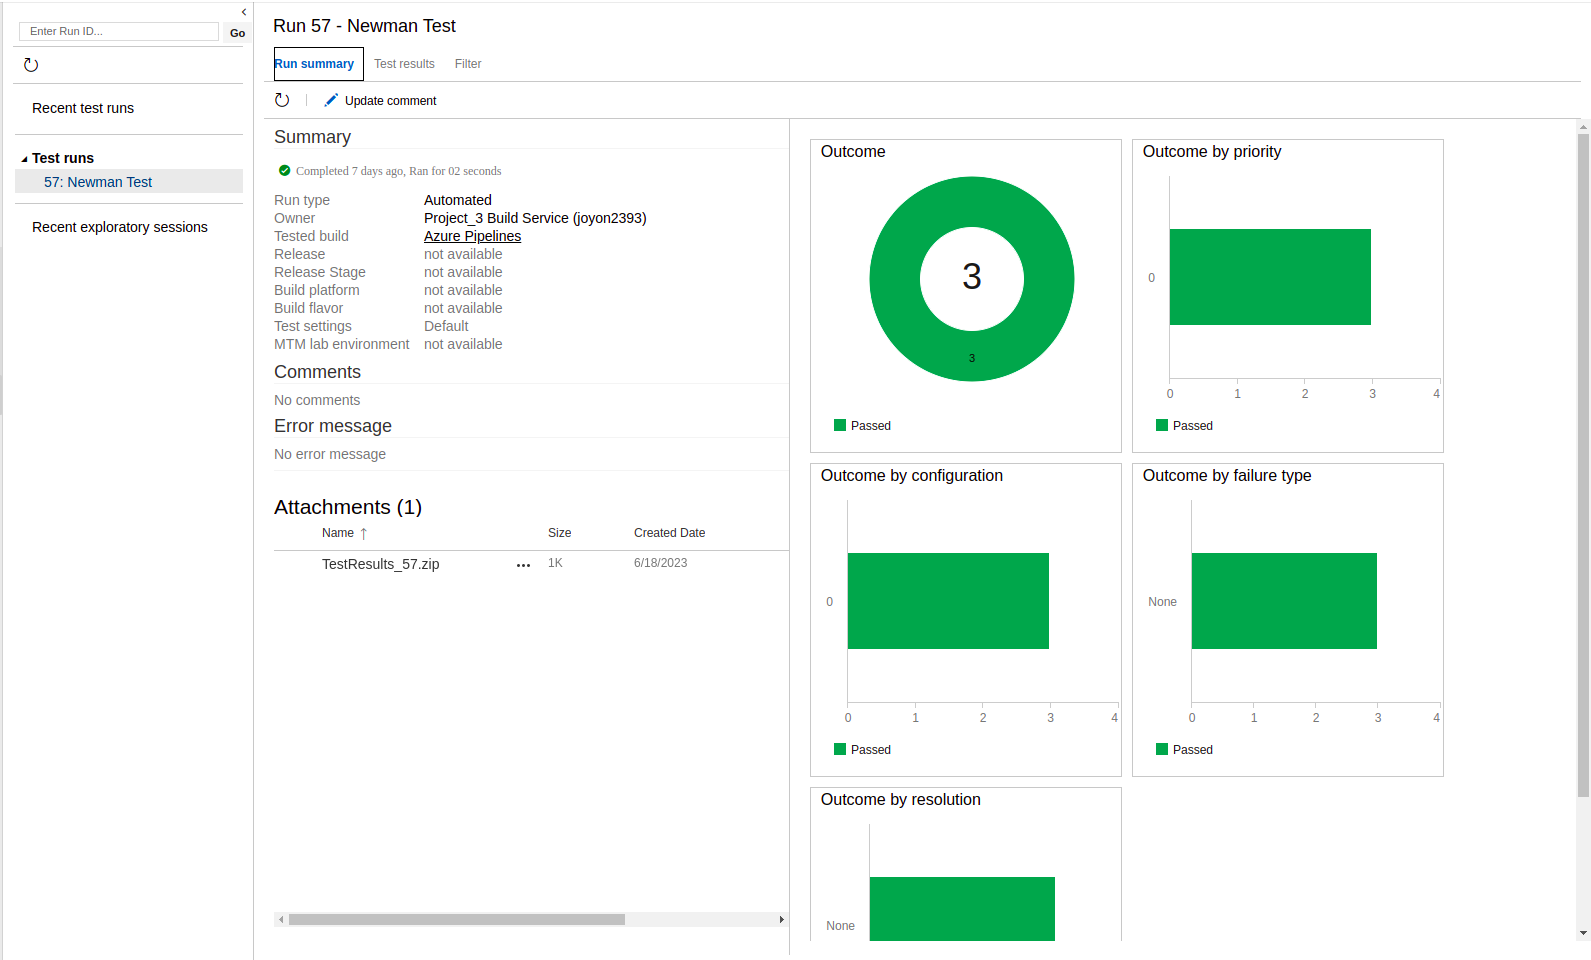 Enter Run ID...
Go
Recent test runs
Test runs
57: Newman Test
Recent exploratory sessions
Run 57 - Newman Test
Run summary
Test results
Filter
Update comment
Summary
Completed 7 days ago, Ran for 02 seconds
Run type Automated
Owner Project_3 Build Service (joyon2393)
Tested build Azure Pipelines
Release not available
Release Stage not available
Build platform not available
Build flavor not available
Test settings Default
MTM lab environment not available
Comments
No comments
Error message
No error message
Attachments (1)
Name ↑ Size Created Date
TestResults_57.zip ... 1K 6/18/2023
Outcome
3
3
Passed
Outcome by priority
0
0 1 2 3 4
Passed
Outcome by configuration
0
0 1 2 3 4
Passed
Outcome by failure type
None
0 1 2 3 4
Passed
Outcome by resolution
None